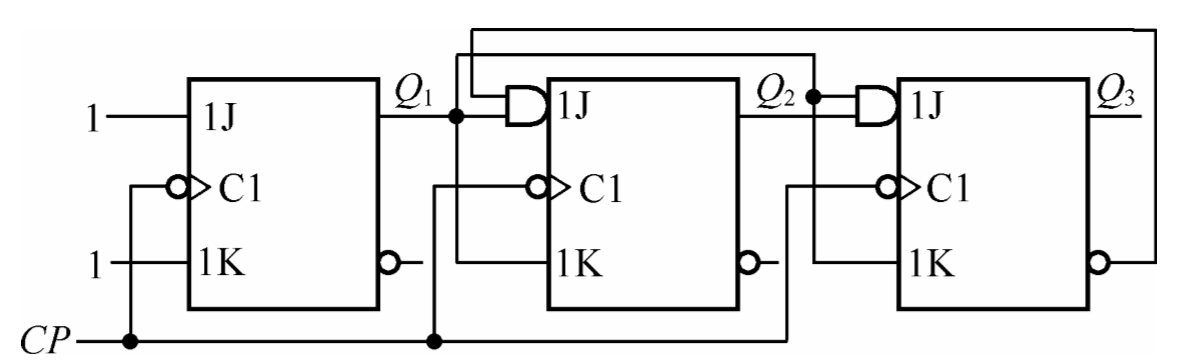 Q₁ Q₂ Q₃
1 1J 1J 1J
C1 C1 C1
1 1K 1K 1K
CP